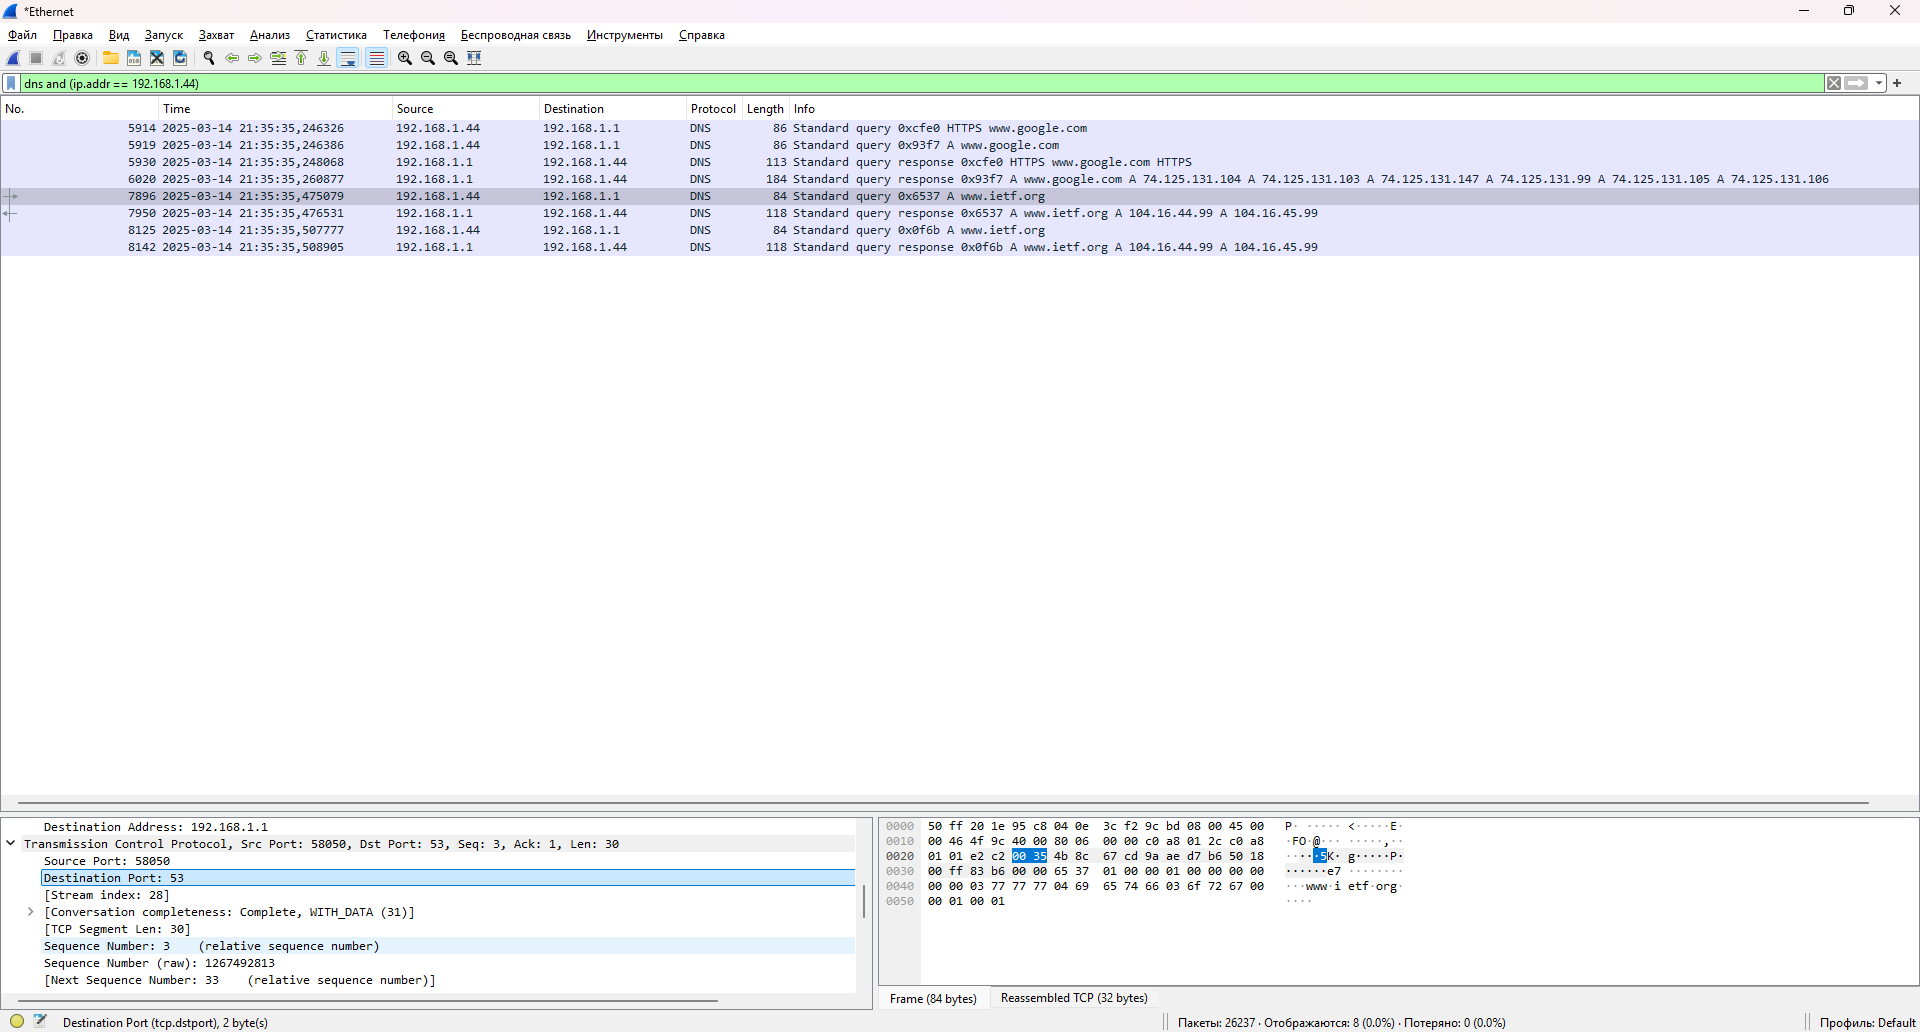 *Ethernet
Файл Правка Вид Запуск Захват Анализ Статистика Телефония Беспроводная связь Инструменты Справка
dns and (ip.addr == 192.168.1.44)
No. Time Source Destination Protocol Length Info
5914 2025-03-14 21:35:35,246326 192.168.1.44 192.168.1.1 DNS 86 Standard query 0xcfe0 HTTPS www.google.com
5919 2025-03-14 21:35:35,246386 192.168.1.44 192.168.1.1 DNS 86 Standard query 0x93f7 A www.google.com
5930 2025-03-14 21:35:35,248068 192.168.1.1 192.168.1.44 DNS 113 Standard query response 0xcfe0 HTTPS www.google.com HTTPS
6020 2025-03-14 21:35:35,260877 192.168.1.1 192.168.1.44 DNS 184 Standard query response 0x93f7 A www.google.com A 74.125.131.104 A 74.125.131.103 A 74.125.131.147 A 74.125.131.99 A 74.125.131.105 A 74.125.131.106
7896 2025-03-14 21:35:35,475079 192.168.1.44 192.168.1.1 DNS 84 Standard query 0x6537 A www.ietf.org
7950 2025-03-14 21:35:35,476531 192.168.1.1 192.168.1.44 DNS 118 Standard query response 0x6537 A www.ietf.org A 104.16.44.99 A 104.16.45.99
8125 2025-03-14 21:35:35,507777 192.168.1.44 192.168.1.1 DNS 84 Standard query 0x0f6b A www.ietf.org
8142 2025-03-14 21:35:35,508905 192.168.1.1 192.168.1.44 DNS 118 Standard query response 0x0f6b A www.ietf.org A 104.16.44.99 A 104.16.45.99
Destination Address: 192.168.1.1
Transmission Control Protocol, Src Port: 58050, Dst Port: 53, Seq: 3, Ack: 1, Len: 30
Source Port: 58050
Destination Port: 53
[Stream index: 28]
[Conversation completeness: Complete, WITH_DATA (31)]
[TCP Segment Len: 30]
Sequence Number: 3 (relative sequence number)
Sequence Number (raw): 1267492813
[Next Sequence Number: 33 (relative sequence number)]
0000 50 ff 20 1e 95 c8 04 0e 3c f2 9c bd 08 00 45 00 P· ····· <·····E·
0010 00 46 4f 9c 40 00 80 06 00 00 c0 a8 01 2c c0 a8 ·FO·@··· ·····,··
0020 01 01 e2 c2 00 35 4b 8c 67 cd 9a ae d7 b6 50 18 ·····5K· g·····P·
0030 00 ff 83 b6 00 00 65 37 01 00 00 01 00 00 00 00 ······e7 ········
0040 00 00 03 77 77 77 04 69 65 74 66 03 6f 72 67 00 ···www·i etf·org·
0050 00 01 00 01 ····
Frame (84 bytes) Reassembled TCP (32 bytes)
Destination Port (tcp.dstport), 2 byte(s) Пакеты: 26237 · Отображаются: 8 (0.0%) · Потеряно: 0 (0.0%) Профиль: Default